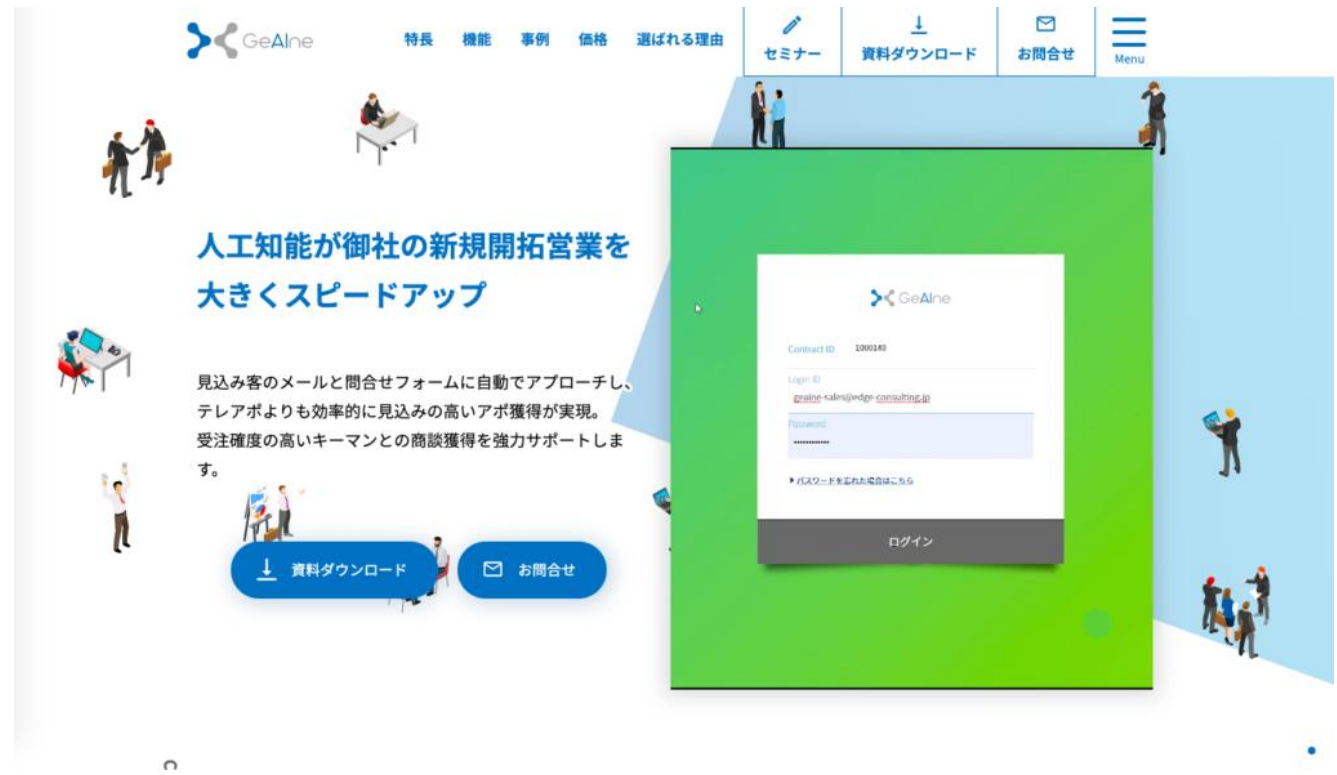 GeAIne
特長 機能 事例 価格 選ばれる理由
セミナー
資料ダウンロード
お問合せ
Menu
人工知能が御社の新規開拓営業を
大きくスピードアップ
見込み客のメールと問合せフォームに自動でアプローチし、
テレアポよりも効率的に見込みの高いアポ獲得が実現。
受注確度の高いキーマンとの商談獲得を強力サポートしま
す。
資料ダウンロード
お問合せ
GeAIne
Contract ID 1000140
Login ID
geaine-sales@edge-consulting.jp
Password
••••••••••••
パスワードを忘れた場合はこちら
ログイン